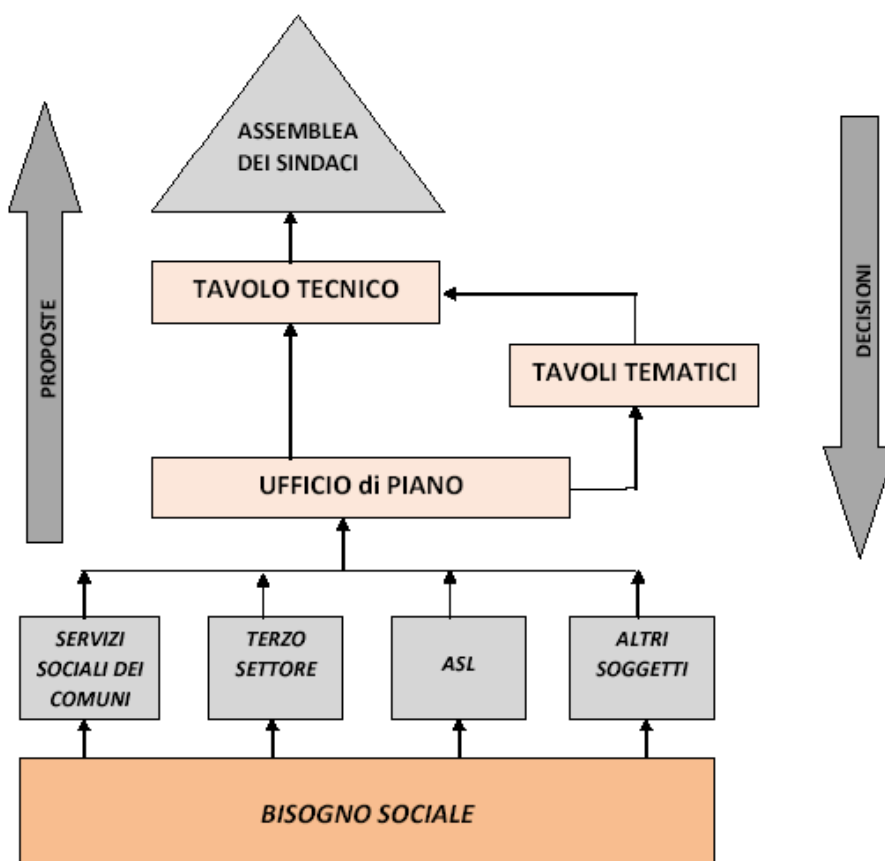 ASSEMBLEA
DEI SINDACI
PROPOSTE
DECISIONI
TAVOLO TECNICO
TAVOLI TEMATICI
UFFICIO di PIANO
SERVIZI
SOCIALI DEI
COMUNI
TERZO
SETTORE
ASL
ALTRI
SOGGETTI
BISOGNO SOCIALE